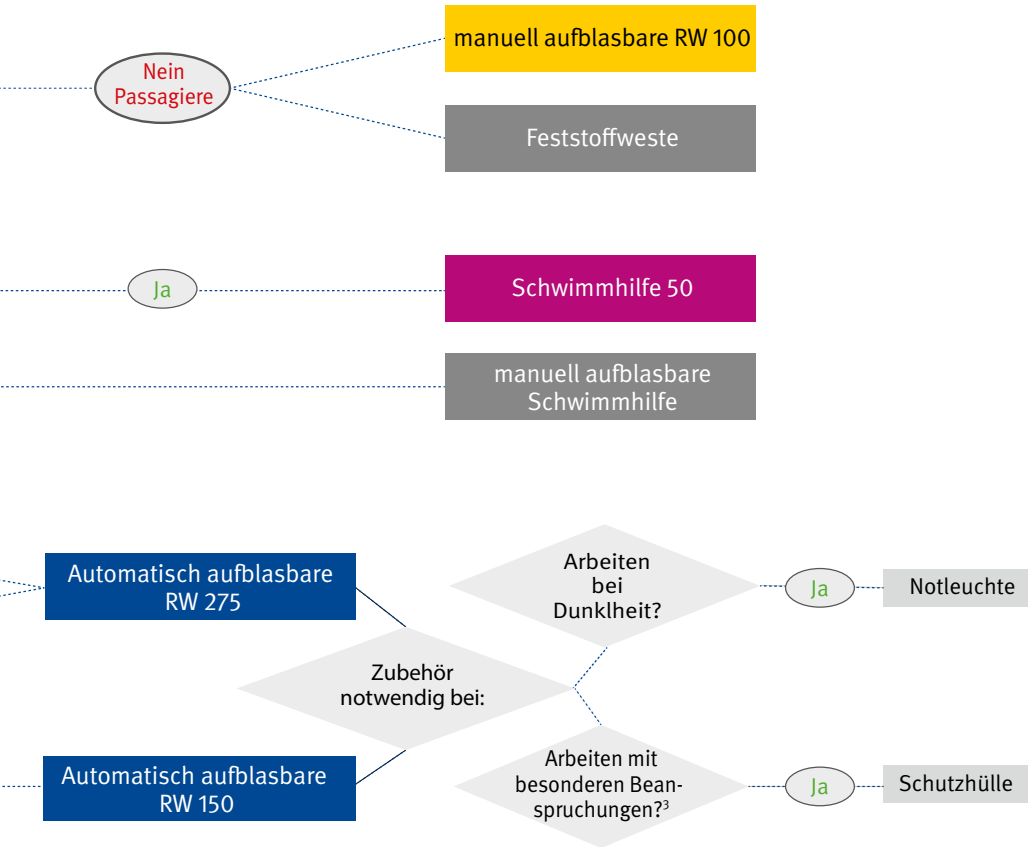 manuell aufblasbare RW 100
Nein
Passagiere
Feststoffweste
Ja
Schwimmhilfe 50
manuell aufblasbare
Schwimmhilfe
Automatisch aufblasbare
RW 275
Arbeiten
bei
Dunklheit?
Ja
Notleuchte
Zubehör
notwendig bei:
Automatisch aufblasbare
RW 150
Arbeiten mit
besonderen Bean-
spruchungen?³
Ja
Schutzhülle